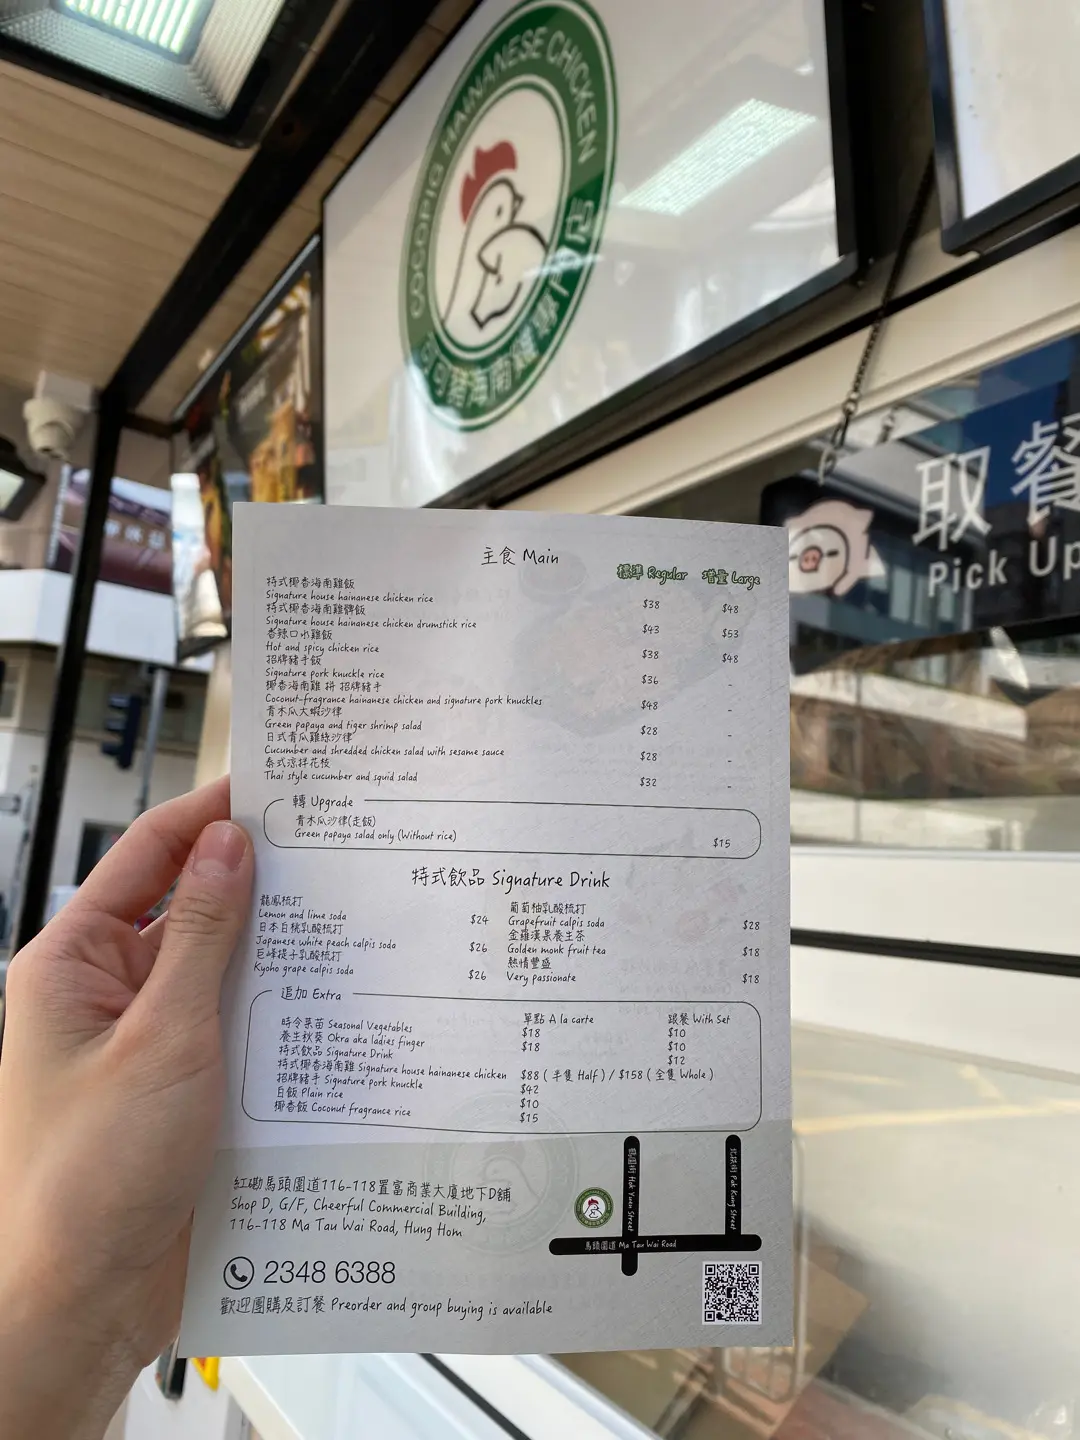 COCOPIG HAINANESE CHICKEN
可可豬海南雞專門店
取餐
Pick Up
主食 Main
標準 Regular 增量 Large
特式椰香海南雞飯
Signature house hainanese chicken rice $38 $48
特式椰香海南雞髀飯
Signature house hainanese chicken drumstick rice $43 $53
香辣口水雞飯
Hot and spicy chicken rice $38 $48
招牌豬手飯
Signature pork knuckle rice $36 -
椰香海南雞 拼 招牌豬手
Coconut-fragrance hainanese chicken and signature pork knuckles $48 -
青木瓜大蝦沙律
Green papaya and tiger shrimp salad $28 -
日式青瓜雞絲沙律
Cucumber and shredded chicken salad with sesame sauce $28 -
泰式涼拌花枝
Thai style cucumber and squid salad $32 -
轉 Upgrade
青木瓜沙律(走飯)
Green papaya salad only (Without rice) $15
特式飲品 Signature Drink
龍鳳梳打
Lemon and lime soda $24
日本白桃乳酸梳打
Japanese white peach calpis soda $26
巨峰提子乳酸梳打
Kyoho grape calpis soda $26
葡萄柚乳酸梳打
Grapefruit calpis soda $28
金羅漢果養生茶
Golden monk fruit tea $18
熱情豐盛
Very passionate $18
追加 Extra
單點 A la carte 跟餐 With Set
時令菜苗 Seasonal Vegetables $18 $10
養生秋葵 Okra aka ladies finger $18 $10
特式飲品 Signature Drink $12
特式椰香海南雞 Signature house hainanese chicken $88 (半隻 Half) / $158 (全隻 Whole)
招牌豬手 Signature pork knuckle $42
白飯 Plain rice $10
椰香飯 Coconut fragrance rice $15
紅磡馬頭圍道116-118置富商業大廈地下D舖
Shop D, G/F, Cheerful Commercial Building,
116-118 Ma Tau Wai Road, Hung Hom
鶴園街 Hok Yuen Street
北拱街 Pak Kung Street
馬頭圍道 Ma Tau Wai Road
2348 6388
歡迎團購及訂餐 Preorder and group buying is available